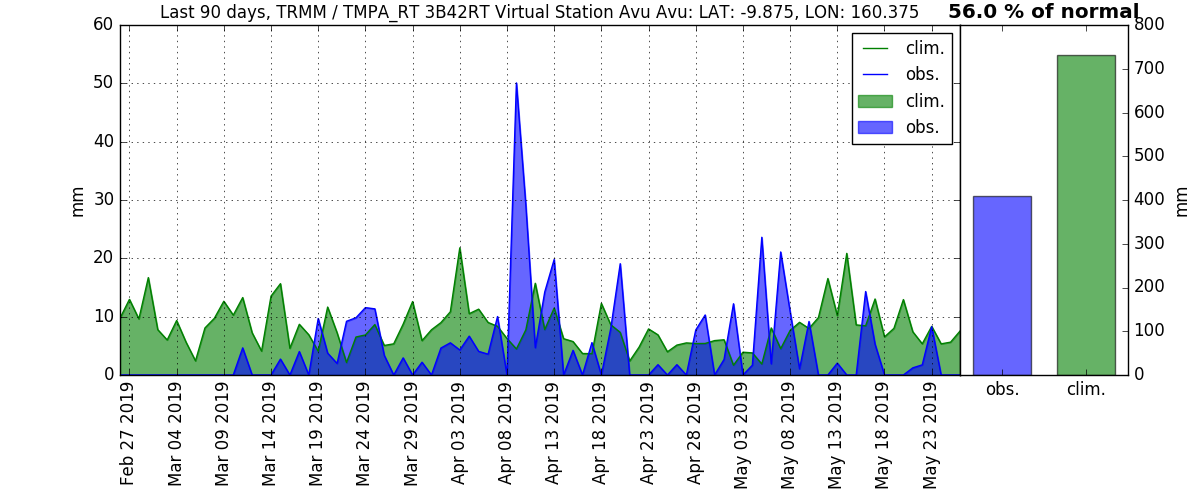 Last 90 days, TRMM / TMPA_RT 3B42RT Virtual Station Avu Avu: LAT: -9.875, LON: 160.375
56.0 % of normal
60
50
40
30
20
10
0
mm
clim.
obs.
clim.
obs.
Feb 27 2019
Mar 04 2019
Mar 09 2019
Mar 14 2019
Mar 19 2019
Mar 24 2019
Mar 29 2019
Apr 03 2019
Apr 08 2019
Apr 13 2019
Apr 18 2019
Apr 23 2019
Apr 28 2019
May 03 2019
May 08 2019
May 13 2019
May 18 2019
May 23 2019
800
700
600
500
400
300
200
100
0
mm
obs.
clim.